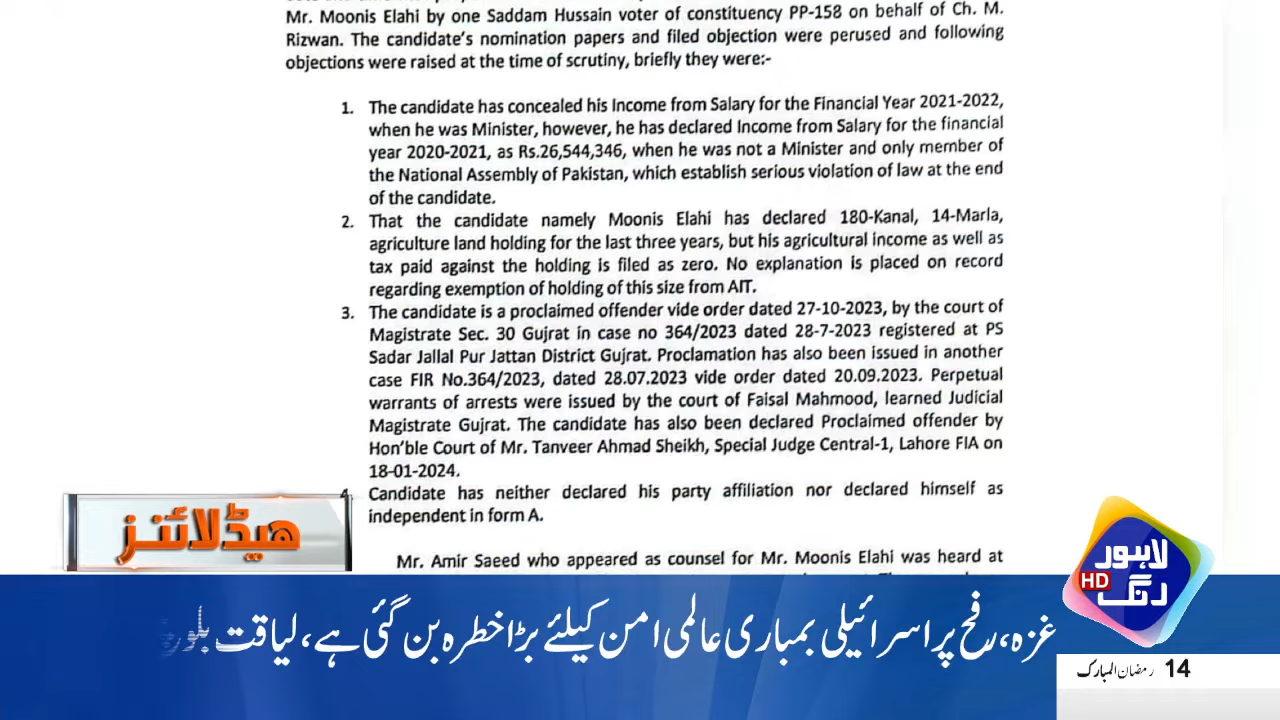 Mr. Moonis Elahi by one Saddam Hussain voter of constituency PP-158 on behalf of Ch. M.
Rizwan. The candidate's nomination papers and filed objection were perused and following
objections were raised at the time of scrutiny, briefly they were:-
1. The candidate has concealed his Income from Salary for the Financial Year 2021-2022,
when he was Minister, however, he has declared Income from Salary for the financial
year 2020-2021, as Rs.26,544,346, when he was not a Minister and only member of
the National Assembly of Pakistan, which establish serious violation of law at the end
of the candidate.
2. That the candidate namely Moonis Elahi has declared 180-Kanal, 14-Marla,
agriculture land holding for the last three years, but his agricultural income as well as
tax paid against the holding is filed as zero. No explanation is placed on record
regarding exemption of holding of this size from AIT.
3. The candidate is a proclaimed offender vide order dated 27-10-2023, by the court of
Magistrate Sec. 30 Gujrat in case no 364/2023 dated 28-7-2023 registered at PS
Sadar Jallal Pur Jattan District Gujrat. Proclamation has also been issued in another
case FIR No.364/2023, dated 28.07.2023 vide order dated 20.09.2023. Perpetual
warrants of arrests were issued by the court of Faisal Mahmood, learned Judicial
Magistrate Gujrat. The candidate has also been declared Proclaimed offender by
Hon'ble Court of Mr. Tanveer Ahmad Sheikh, Special Judge Central-1, Lahore FIA on
18-01-2024.
4. Candidate has neither declared his party affiliation nor declared himself as
independent in form A.
Mr. Amir Saeed who appeared as counsel for Mr. Moonis Elahi was heard at
ہیڈلائنز
لاہور
رنگ HD
غزہ، رفح پر اسرائیلی بمباری عالمی امن کیلئے بڑا خطرہ بن گئی ہے، لیاقت
14 رمضان المبارک